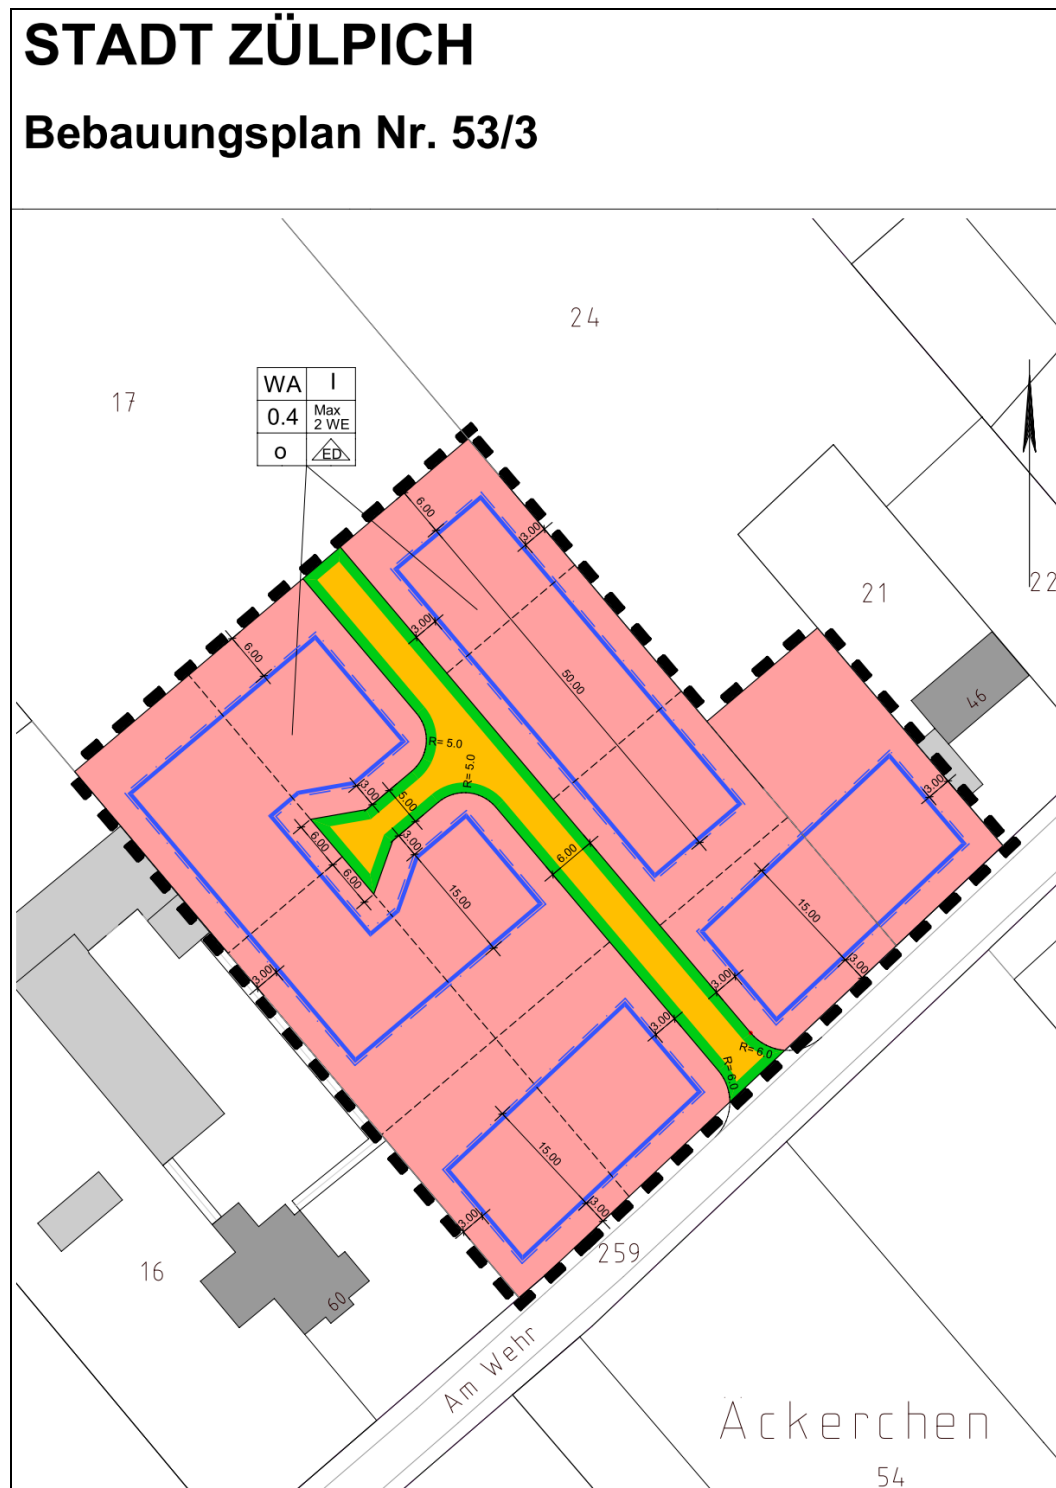 STADT ZÜLPICH
Bebauungsplan Nr. 53/3
24
17
WA I
0.4 Max 2 WE
o ED
6.00
3.00
21
22
3.00
6.00
50.00
46
R= 5.0
R= 5.0
3.00
3.00
5.00
3.00
6.00
6.00
6.00
15.00
15.00
3.00
3.00
3.00
3.00
R= 6.0
R= 6.0
15.00
3.00
3.00
259
16
60
Am Wehr
Äckerchen
54